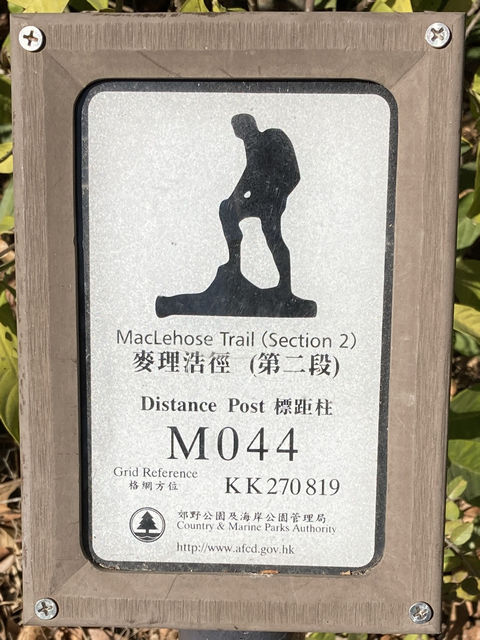 MacLehose Trail (Section 2)
麥理浩徑 (第二段)
Distance Post 標距柱
M044
Grid Reference
格網方位
KK270819
郊野公園及海岸公園管理局
Country & Marine Parks Authority
http://www.afcd.gov.hk